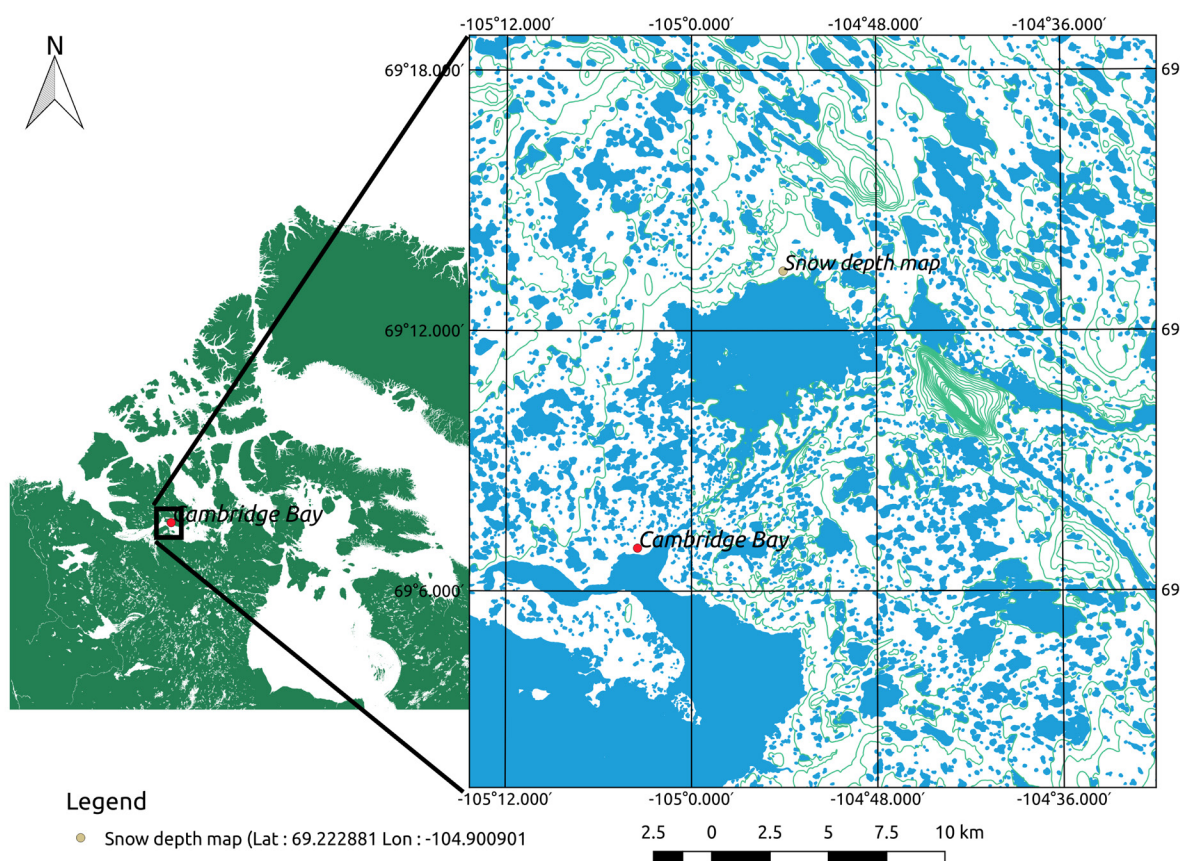 N
-105°12.000′ -105°0.000′ -104°48.000′ -104°36.000′
69°18.000′ 69
Snow depth map
69°12.000′ 69
Cambridge Bay
Cambridge Bay
69°6.000′ 69
-105°12.000′ -105°0.000′ -104°48.000′ -104°36.000′
Legend
Snow depth map (Lat : 69.222881 Lon : -104.900901
2.5 0 2.5 5 7.5 10 km